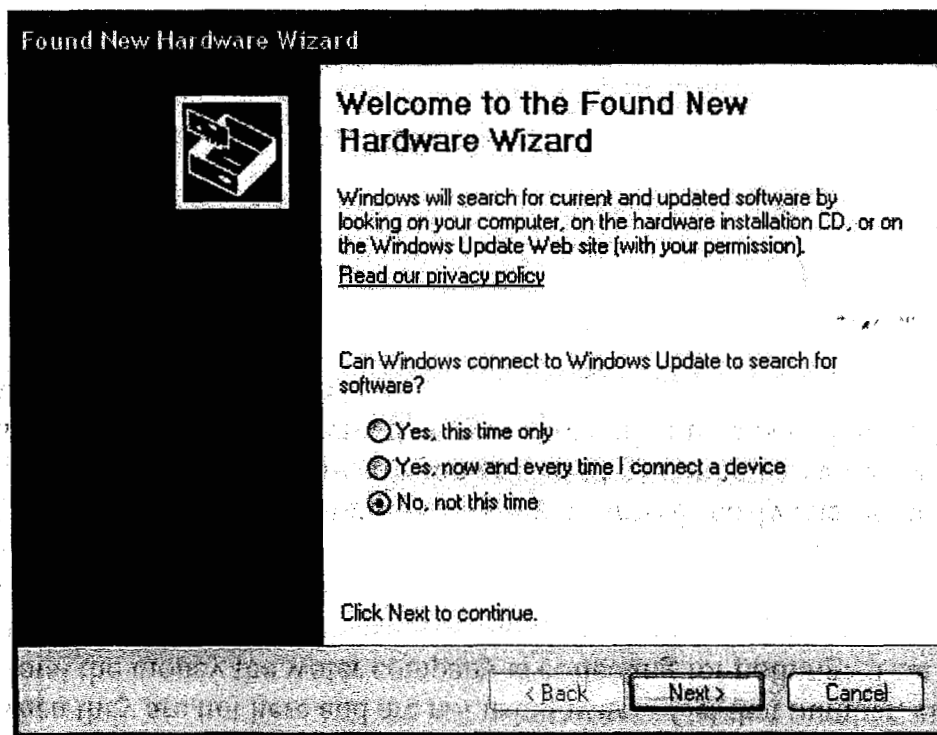 Found New Hardware Wizard
Welcome to the Found New
Hardware Wizard
Windows will search for current and updated software by
looking on your computer, on the hardware installation CD, or on
the Windows Update Web site (with your permission).
Read our privacy policy
Can Windows connect to Windows Update to search for
software?
Yes, this time only
Yes, now and every time I connect a device
No, not this time
Click Next to continue.
< Back
Next >
Cancel